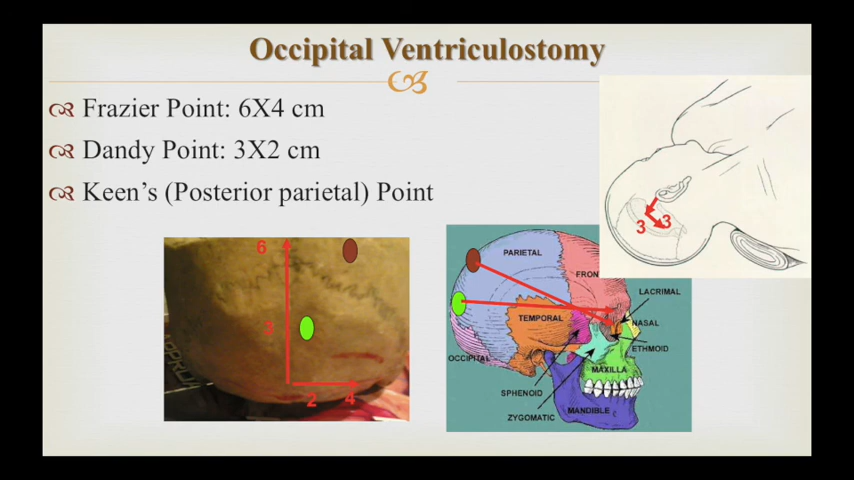 Occipital Ventriculostomy
Frazier Point: 6X4 cm
Dandy Point: 3X2 cm
Keen's (Posterior parietal) Point
6
3
2 4
3 3
PARIETAL
FRON
LACRIMAL
TEMPORAL
NASAL
ETHMOID
OCCIPITAL
MAXILLA
SPHENOID
ZYGOMATIC
MANDIBLE